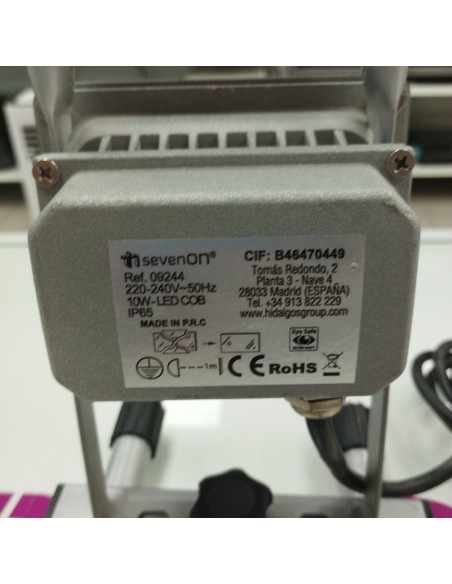 sevenON®
Ref. 09244
220-240V~50Hz
10W-LED COB
IP65
MADE IN P.R.C
CIF: B46470449
Tomás Redondo, 2
Planta 3 - Nave 4
28033 Madrid (ESPAÑA)
Tel. +34 913 822 229
www.hidalgosgroup.com
Eye Safe
1m
CE RoHS